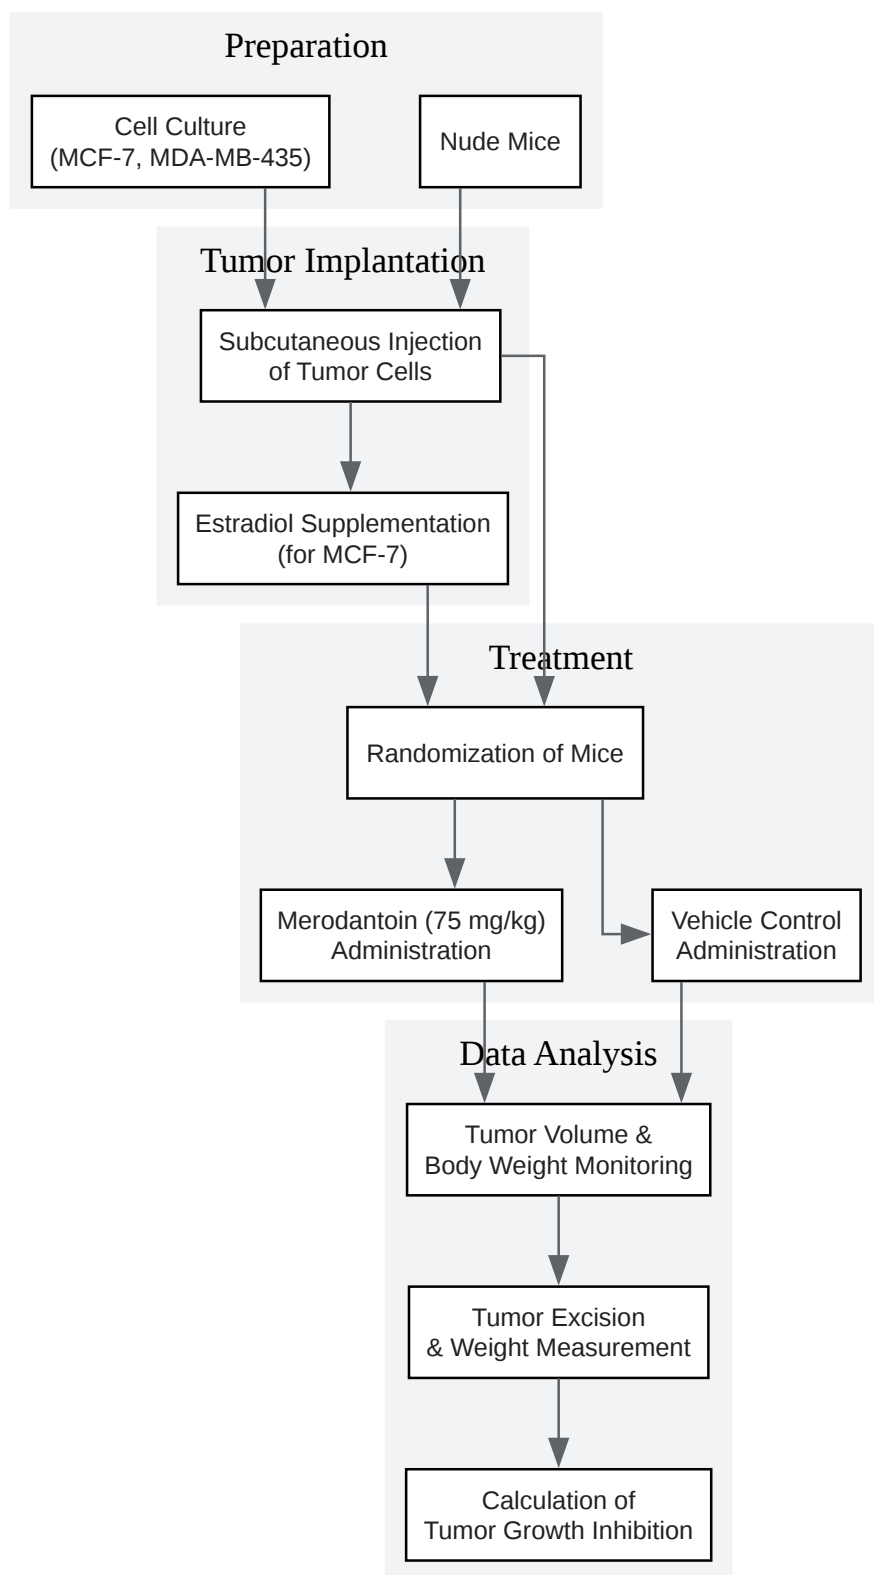 Preparation
Cell Culture
(MCF-7, MDA-MB-435)
Nude Mice
Tumor Implantation
Subcutaneous Injection
of Tumor Cells
Estradiol Supplementation
(for MCF-7)
Treatment
Randomization of Mice
Merodantoin (75 mg/kg)
Administration
Vehicle Control
Administration
Data Analysis
Tumor Volume &
Body Weight Monitoring
Tumor Excision
& Weight Measurement
Calculation of
Tumor Growth Inhibition